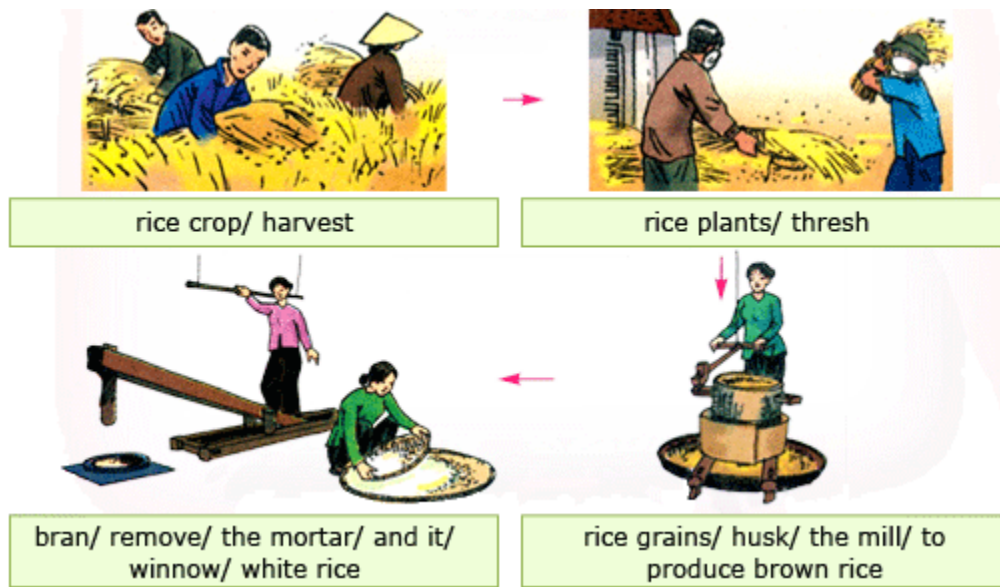 rice crop/ harvest
rice plants/ thresh
rice grains/ husk/ the mill/ to
produce brown rice
bran/ remove/ the mortar/ and it/
winnow/ white rice